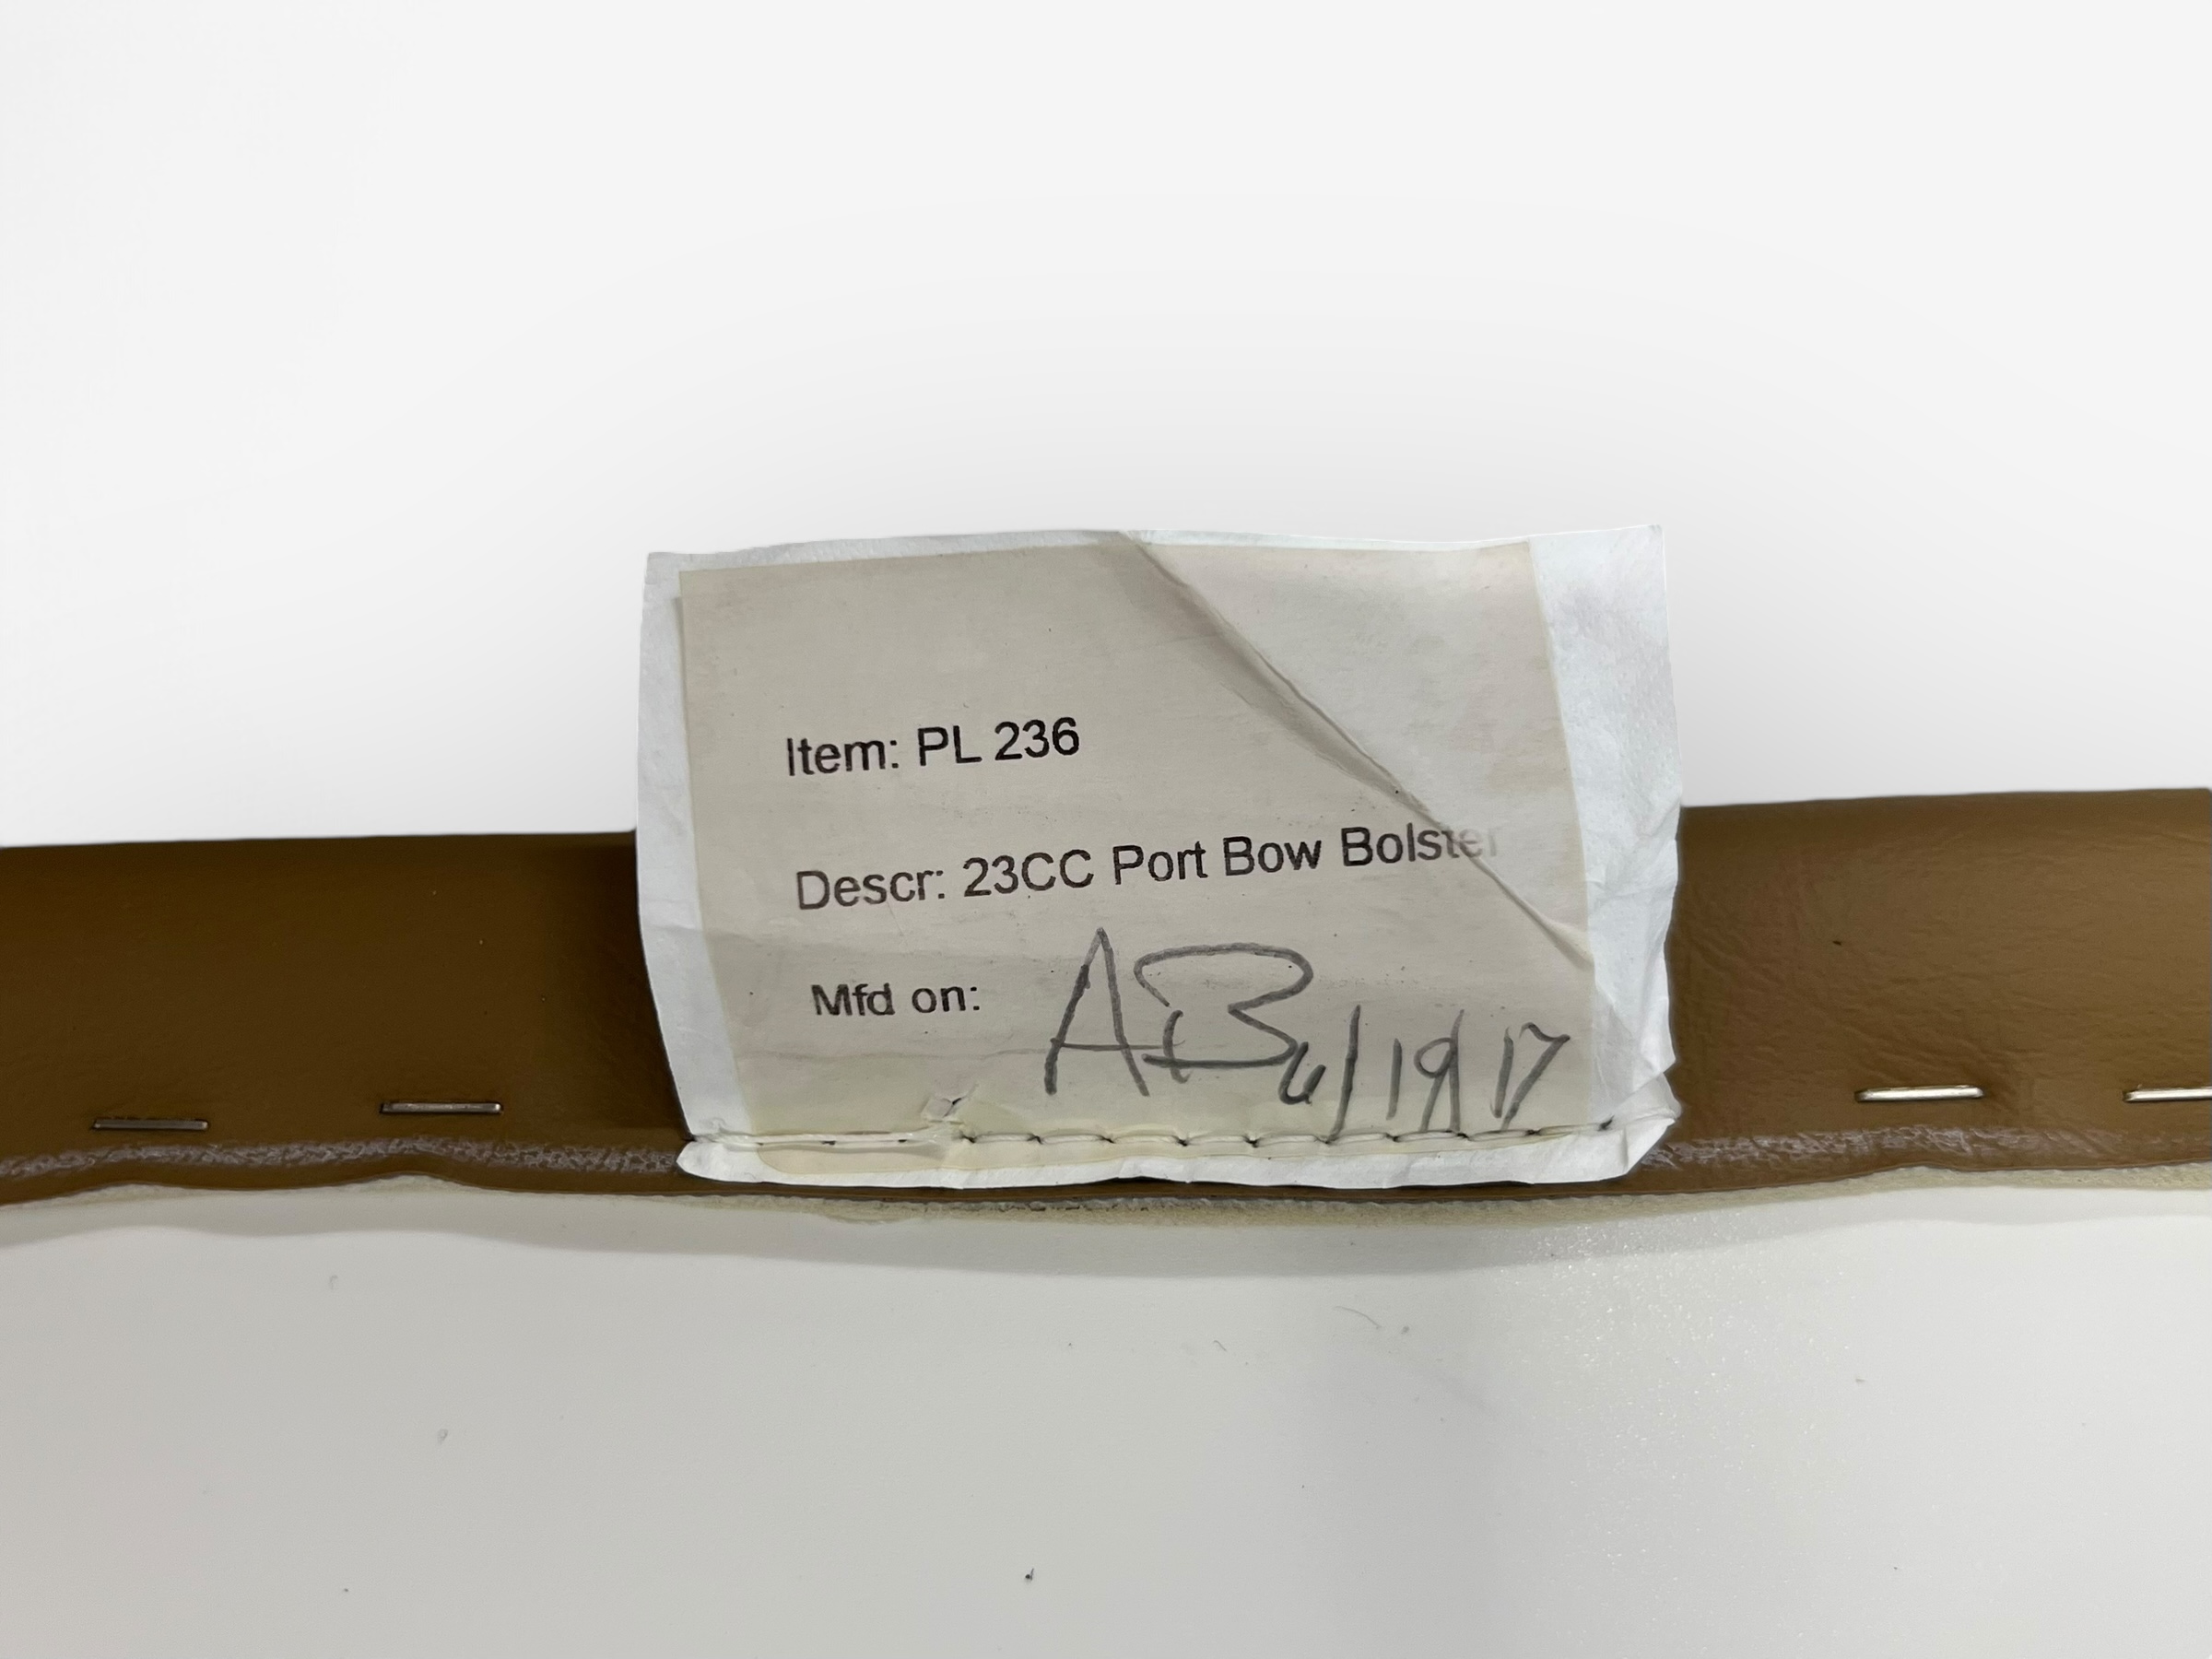 Item: PL 236
Descr: 23CC Port Bow Bolster
Mfd on: AB 6/19/17